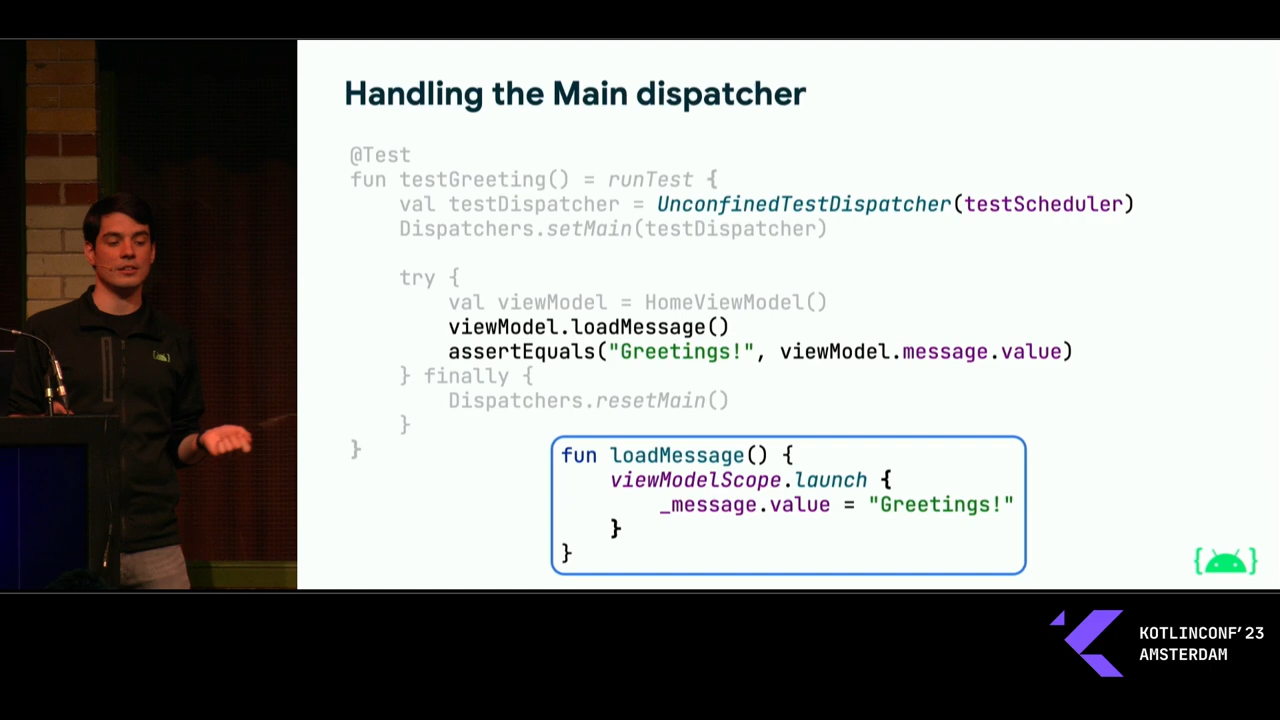 Handling the Main dispatcher
@Test
fun testGreeting() = runTest {
    val testDispatcher = UnconfinedTestDispatcher(testScheduler)
    Dispatchers.setMain(testDispatcher)
    try {
        val viewModel = HomeViewModel()
        viewModel.loadMessage()
        assertEquals("Greetings!", viewModel.message.value)
    } finally {
        Dispatchers.resetMain()
    }
}
fun loadMessage() {
    viewModelScope.launch {
        _message.value = "Greetings!"
    }
}
KOTLINCONF'23
AMSTERDAM